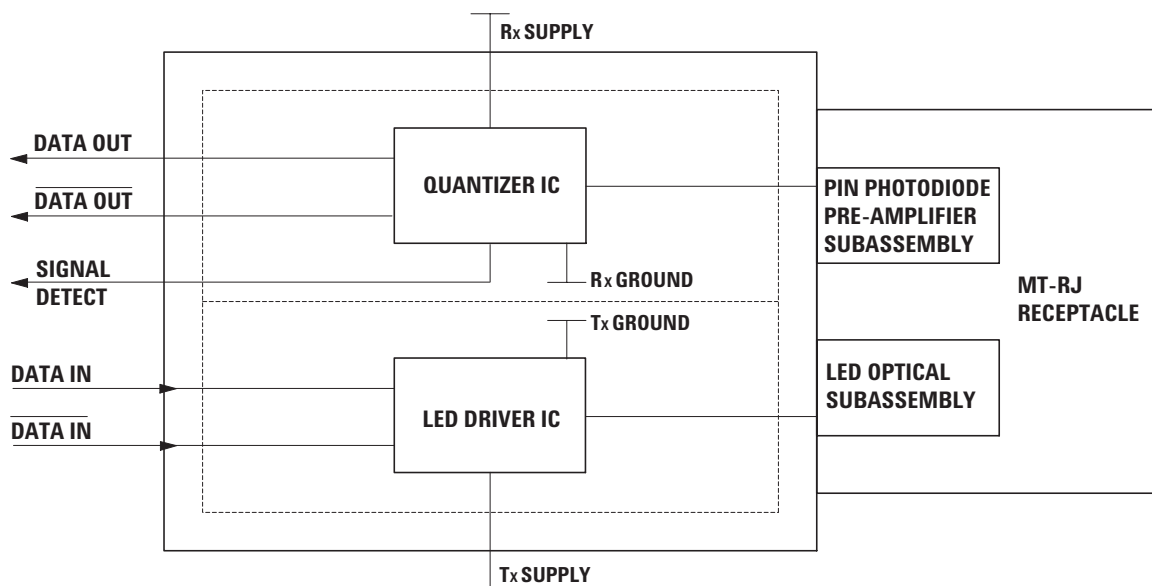 Rx SUPPLY
DATA OUT
QUANTIZER IC
DATA OUT
SIGNAL
DETECT
Rx GROUND
PIN PHOTODIODE
PRE-AMPLIFIER
SUBASSEMBLY
MT-RJ
RECEPTACLE
Tx GROUND
DATA IN
DATA IN
LED DRIVER IC
LED OPTICAL
SUBASSEMBLY
Tx SUPPLY